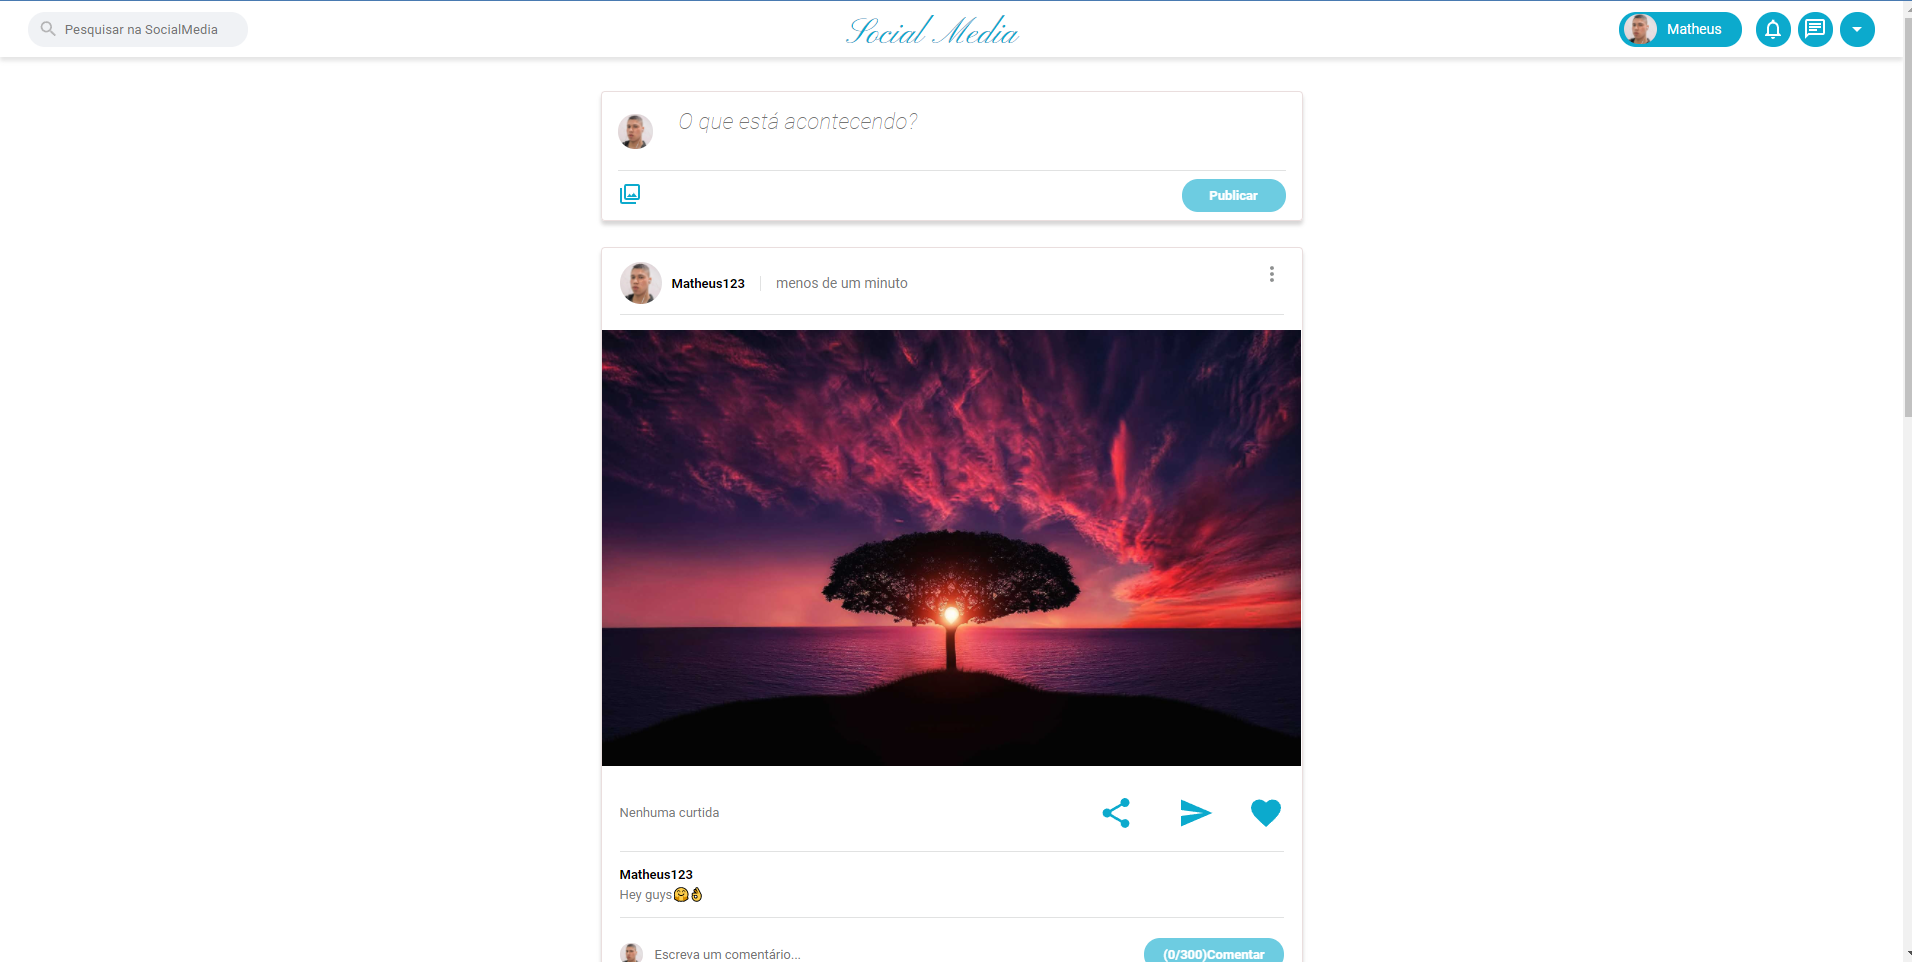 Pesquisar na SocialMedia
Social Media
Matheus
O que está acontecendo?
Publicar
Matheus123
menos de um minuto
Nenhuma curtida
Matheus123
Hey guys🤗👌
Escreva um comentário...
(0/300)Comentar